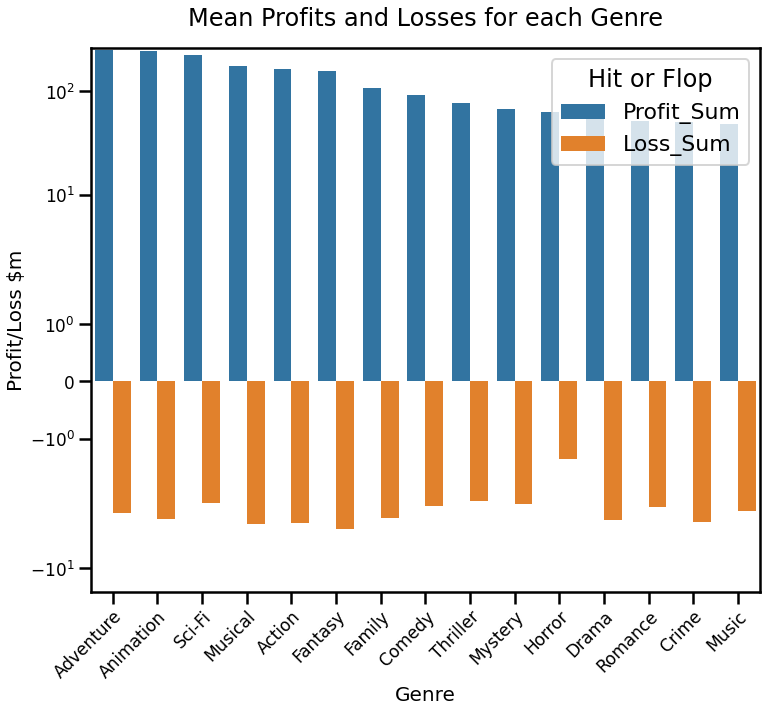 Mean Profits and Losses for each Genre
Hit or Flop
Profit_Sum
Loss_Sum
Profit/Loss $m
10²
10¹
10⁰
0
−10⁰
−10¹
Adventure
Animation
Sci-Fi
Musical
Action
Fantasy
Family
Comedy
Thriller
Mystery
Horror
Drama
Romance
Crime
Music
Genre